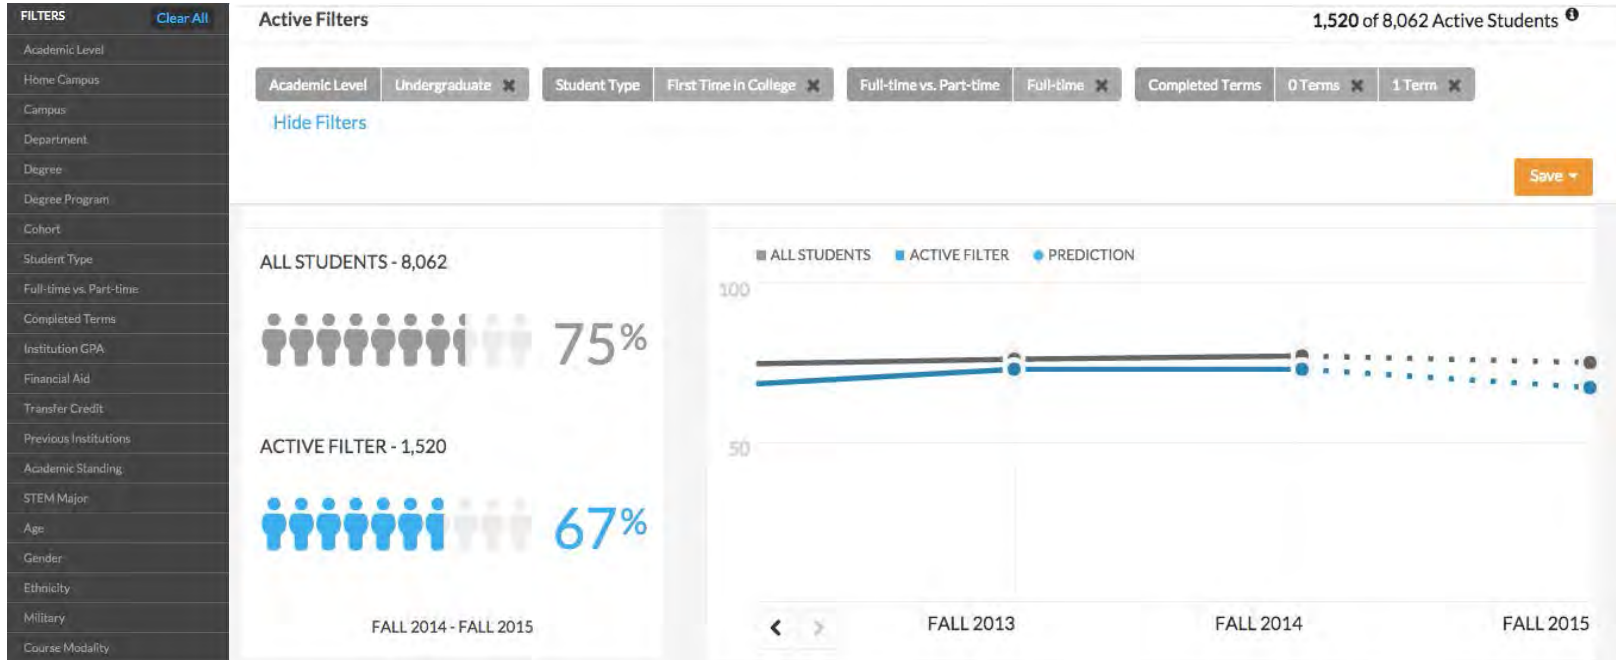 FILTERS Clear All
Academic Level
Home Campus
Campus
Department
Degree
Degree Program
Cohort
Student Type
Full-time vs. Part-time
Completed Terms
Institution GPA
Financial Aid
Transfer Credit
Previous Institutions
Academic Standing
STEM Major
Age
Gender
Ethnicity
Military
Course Modality
Active Filters
1,520 of 8,062 Active Students
Academic Level Undergraduate ✖ Student Type First Time in College ✖ Full-time vs. Part-time Full-time ✖ Completed Terms 0 Terms ✖ 1 Term ✖
Hide Filters
Save
ALL STUDENTS - 8,062
75%
ACTIVE FILTER - 1,520
67%
FALL 2014 - FALL 2015
ALL STUDENTS ACTIVE FILTER PREDICTION
100
50
FALL 2013 FALL 2014 FALL 2015